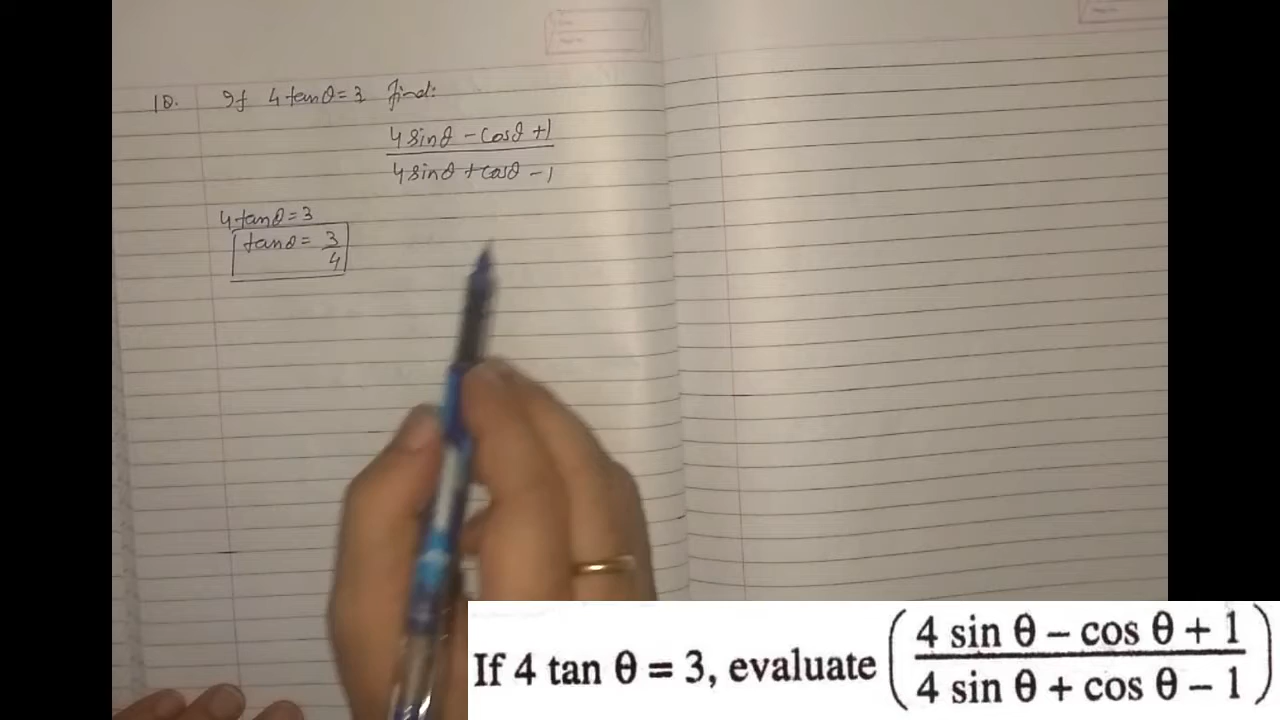 10. If 4 tanθ = 3 find:
4 sinθ - cosθ + 1
4 sinθ + cosθ - 1
4 tanθ = 3
tanθ = 3
4
If 4 tan θ = 3, evaluate (4 sin θ − cos θ + 1
4 sin θ + cos θ − 1)